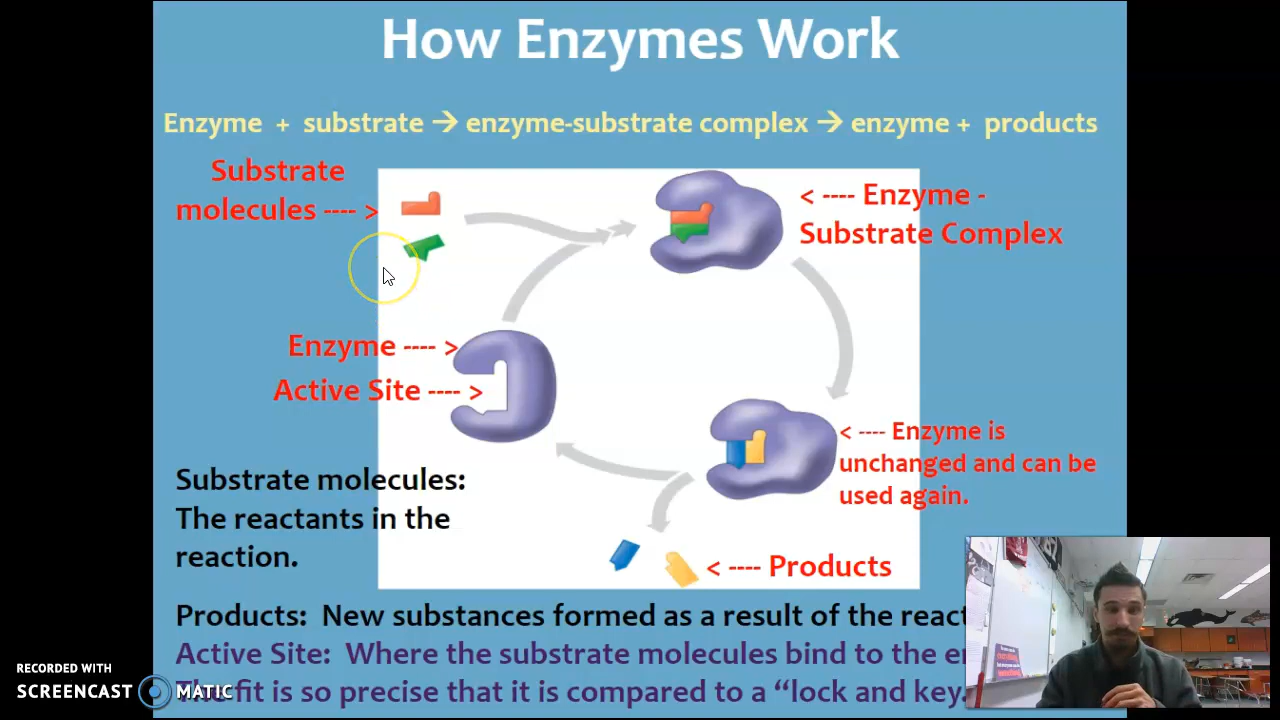 How Enzymes Work
Enzyme + substrate → enzyme-substrate complex → enzyme + products
Substrate
molecules ---- >
< ---- Enzyme -
Substrate Complex
Enzyme ---- >
Active Site ---- >
< ---- Enzyme is
unchanged and can be
used again.
Substrate molecules:
The reactants in the
reaction.
< ---- Products
Products: New substances formed as a result of the
Active Site: Where the substrate molecules bind to the
The fit is so precise that it is compared to a “lock and key.
RECORDED WITH
SCREENCAST MATIC